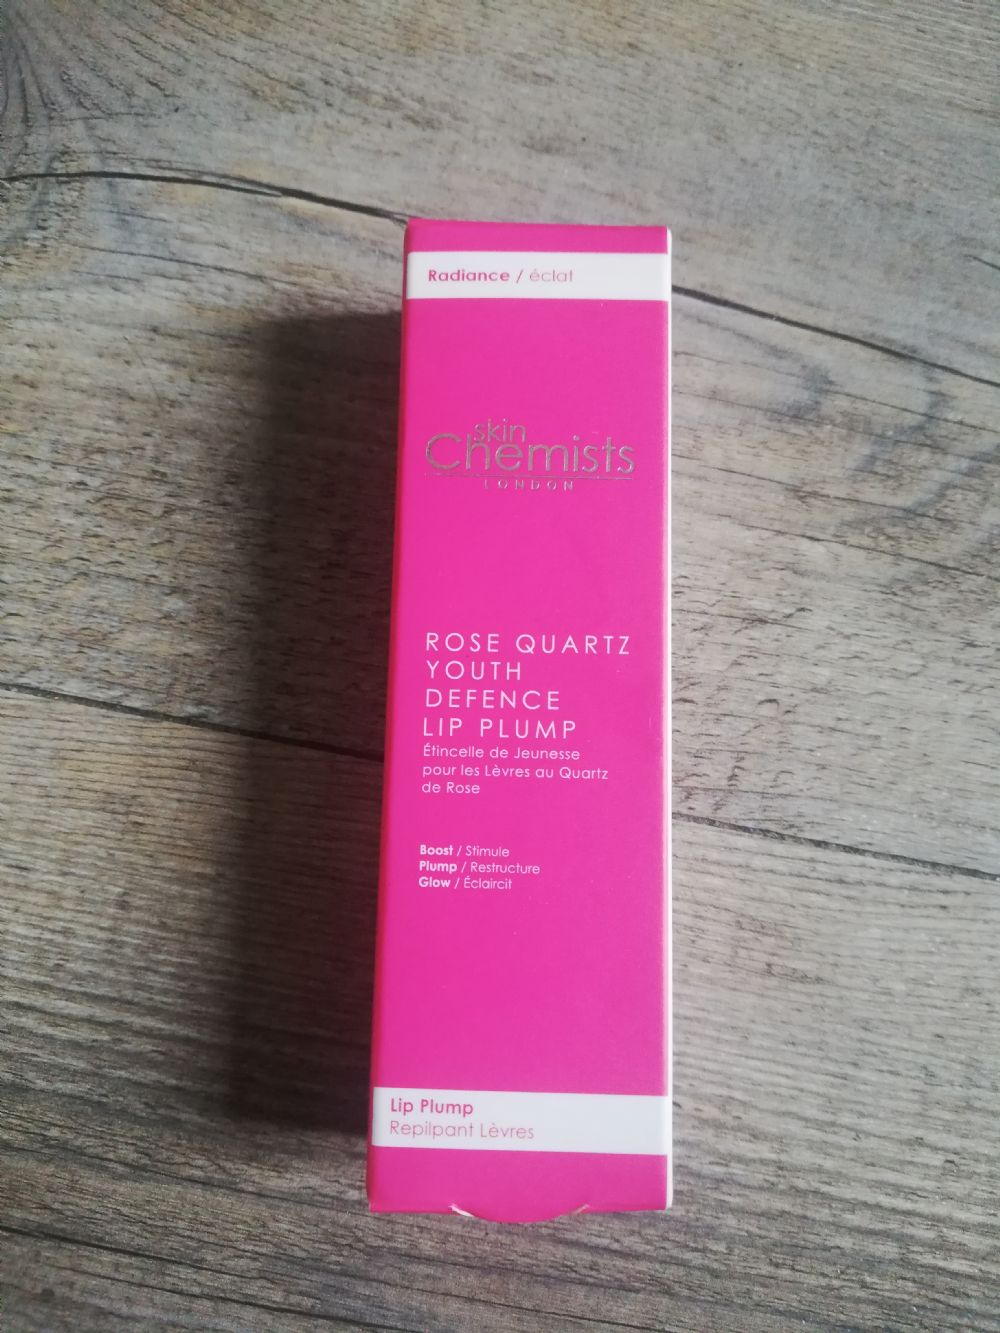 Radiance / éclat
skin
Chemists
LONDON
ROSE QUARTZ
YOUTH
DEFENCE
LIP PLUMP
Étincelle de Jeunesse
pour les Lèvres au Quartz
de Rose
Boost / Stimule
Plump / Restructure
Glow / Éclaircit
Lip Plump
Repilpant Lèvres